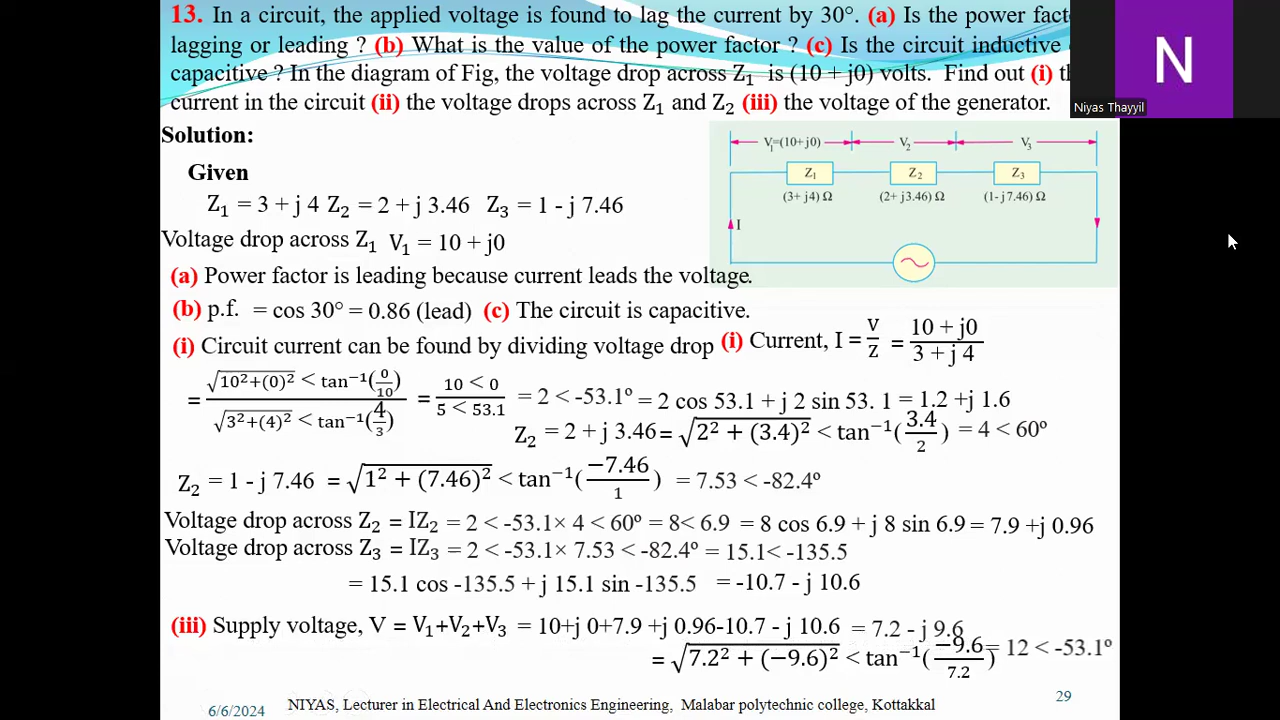 13. In a circuit, the applied voltage is found to lag the current by 30°. (a) Is the power fact
lagging or leading ? (b) What is the value of the power factor ? (c) Is the circuit inductive
capacitive ? In the diagram of Fig, the voltage drop across Z₁ is (10 + j0) volts. Find out (i) t
current in the circuit (ii) the voltage drops across Z₁ and Z₂ (iii) the voltage of the generator.
N
Niyas Thayyil
Solution:
Given
Z₁ = 3 + j 4 Z₂ = 2 + j 3.46 Z₃ = 1 - j 7.46
Voltage drop across Z₁ V₁ = 10 + j0
V₁=(10+j0) V₂ V₃
Z₁ Z₂ Z₃
(3+ j4) Ω (2+ j3.46) Ω (1-j7.46) Ω
I
(a) Power factor is leading because current leads the voltage.
(b) p.f. = cos 30° = 0.86 (lead) (c) The circuit is capacitive.
(i) Circuit current can be found by dividing voltage drop (i) Current, I = V/Z = (10 + j0)/(3 + j 4)
= (√(10²+(0)²) < tan⁻¹(0/10))/(√(3²+(4)²) < tan⁻¹(4/3)) = (10 < 0)/(5 < 53.1) = 2 < -53.1º = 2 cos 53.1 + j 2 sin 53. 1 = 1.2 +j 1.6
Z₂ = 2 + j 3.46 = √(2² + (3.4)²) < tan⁻¹(3.4/2) = 4 < 60º
Z₂ = 1 - j 7.46 = √(1² + (7.46)²) < tan⁻¹(−7.46/1) = 7.53 < -82.4º
Voltage drop across Z₂ = IZ₂ = 2 < -53.1× 4 < 60º = 8< 6.9 = 8 cos 6.9 + j 8 sin 6.9 = 7.9 +j 0.96
Voltage drop across Z₃ = IZ₃ = 2 < -53.1× 7.53 < -82.4º = 15.1< -135.5
= 15.1 cos -135.5 + j 15.1 sin -135.5 = -10.7 - j 10.6
(iii) Supply voltage, V = V₁+V₂+V₃ = 10+j 0+7.9 +j 0.96-10.7 - j 10.6 = 7.2 - j 9.6
= √(7.2² + (−9.6)²) < tan⁻¹(−9.6/7.2) = 12 < -53.1º
6/6/2024 NIYAS, Lecturer in Electrical And Electronics Engineering, Malabar polytechnic college, Kottakkal 29